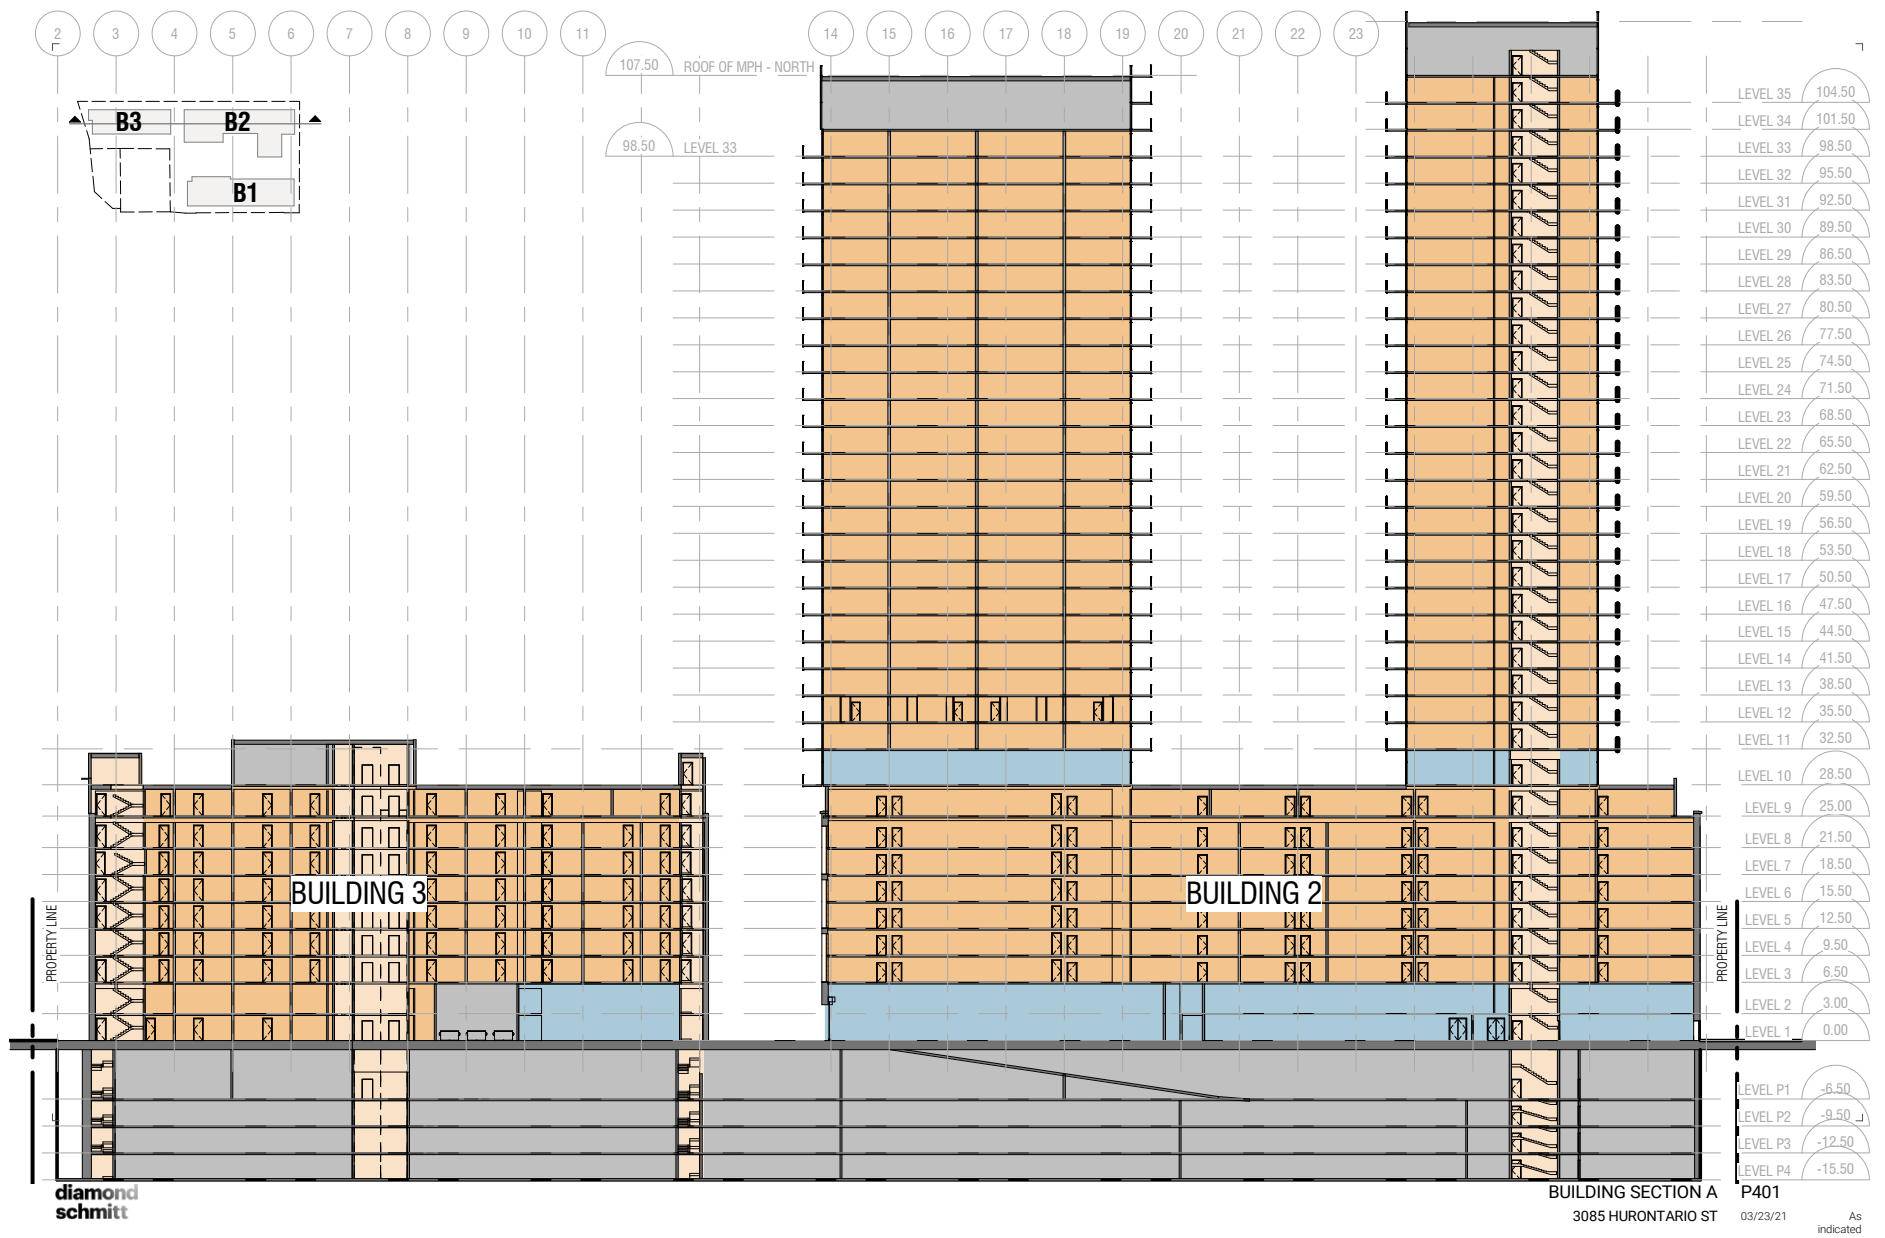 2 3 4 5 6 7 8 9 10 11 14 15 16 17 18 19 20 21 22 23
107.50 ROOF OF MPH - NORTH
98.50 LEVEL 33
B3 B2
B1
LEVEL 35 104.50
LEVEL 34 101.50
LEVEL 33 98.50
LEVEL 32 95.50
LEVEL 31 92.50
LEVEL 30 89.50
LEVEL 29 86.50
LEVEL 28 83.50
LEVEL 27 80.50
LEVEL 26 77.50
LEVEL 25 74.50
LEVEL 24 71.50
LEVEL 23 68.50
LEVEL 22 65.50
LEVEL 21 62.50
LEVEL 20 59.50
LEVEL 19 56.50
LEVEL 18 53.50
LEVEL 17 50.50
LEVEL 16 47.50
LEVEL 15 44.50
LEVEL 14 41.50
LEVEL 13 38.50
LEVEL 12 35.50
LEVEL 11 32.50
LEVEL 10 28.50
LEVEL 9 25.00
LEVEL 8 21.50
LEVEL 7 18.50
LEVEL 6 15.50
LEVEL 5 12.50
LEVEL 4 9.50
LEVEL 3 6.50
LEVEL 2 3.00
LEVEL 1 0.00
LEVEL P1 -6.50
LEVEL P2 -9.50
LEVEL P3 -12.50
LEVEL P4 -15.50
BUILDING 3
BUILDING 2
PROPERTY LINE
PROPERTY LINE
diamond
schmitt
BUILDING SECTION A P401
3085 HURONTARIO ST 03/23/21 As
indicated